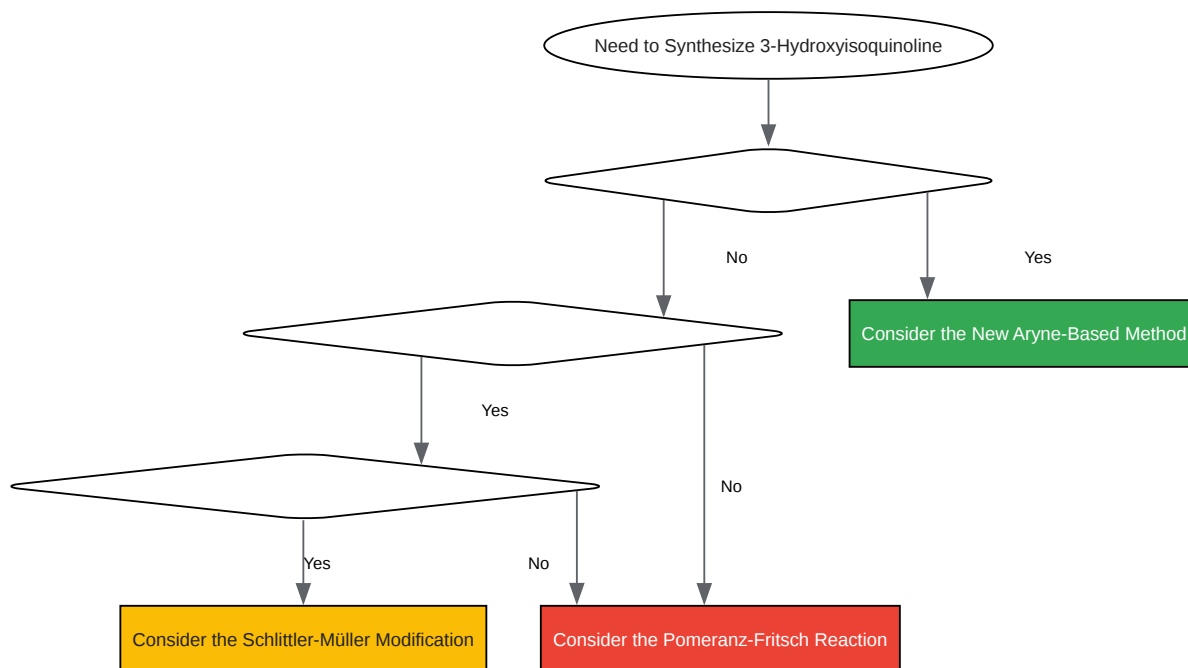 Need to Synthesize 3-Hydroxyisoquinoline
No
Yes
Consider the New Aryne-Based Method
Yes
No
Yes
No
Consider the Schlittler-Müller Modification
Consider the Pomeranz-Fritsch Reaction